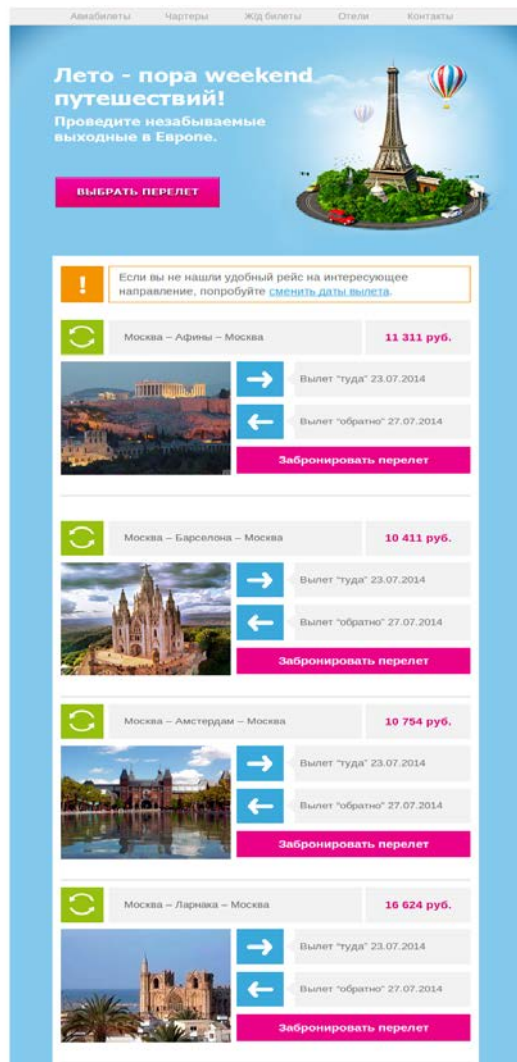 Авиабилеты Чартеры Ж/д билеты Отели Контакты
Лето - пора weekend
путешествий!
Проведите незабываемые
выходные в Европе.
ВЫБРАТЬ ПЕРЕЛЕТ
!
Если вы не нашли удобный рейс на интересующее
направление, попробуйте сменить даты вылета.
Москва – Афины – Москва 11 311 руб.
Вылет "туда" 23.07.2014
Вылет "обратно" 27.07.2014
Забронировать перелет
Москва – Барселона – Москва 10 411 руб.
Вылет "туда" 23.07.2014
Вылет "обратно" 27.07.2014
Забронировать перелет
Москва – Амстердам – Москва 10 754 руб.
Вылет "туда" 23.07.2014
Вылет "обратно" 27.07.2014
Забронировать перелет
Москва – Ларнака – Москва 16 624 руб.
Вылет "туда" 23.07.2014
Вылет "обратно" 27.07.2014
Забронировать перелет